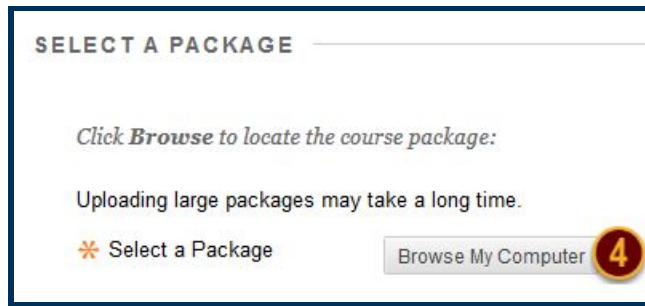 SELECT A PACKAGE
Click Browse to locate the course package:
Uploading large packages may take a long time.
* Select a Package
Browse My Computer 4